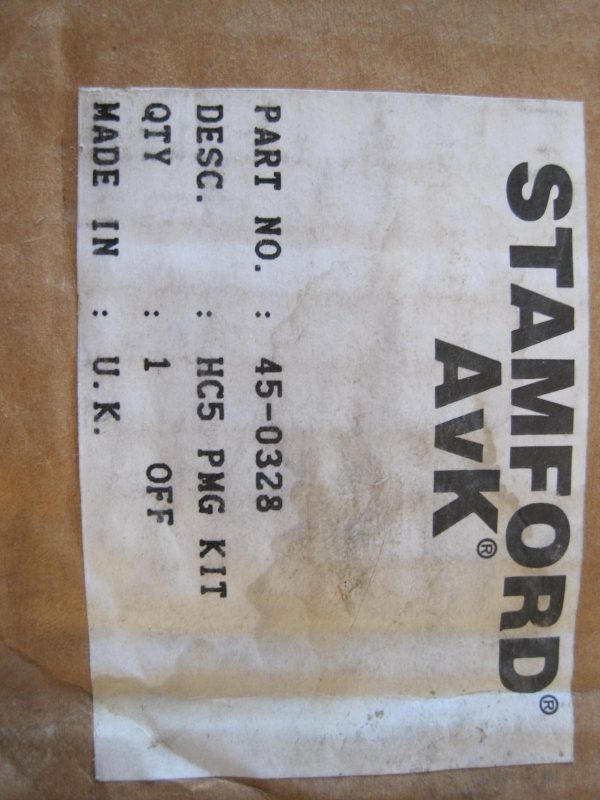 STAMFORD®
AvK®
PART NO. : 45-0328
DESC. : HC5 PMG KIT
QTY : 1 OFF
MADE IN : U.K.